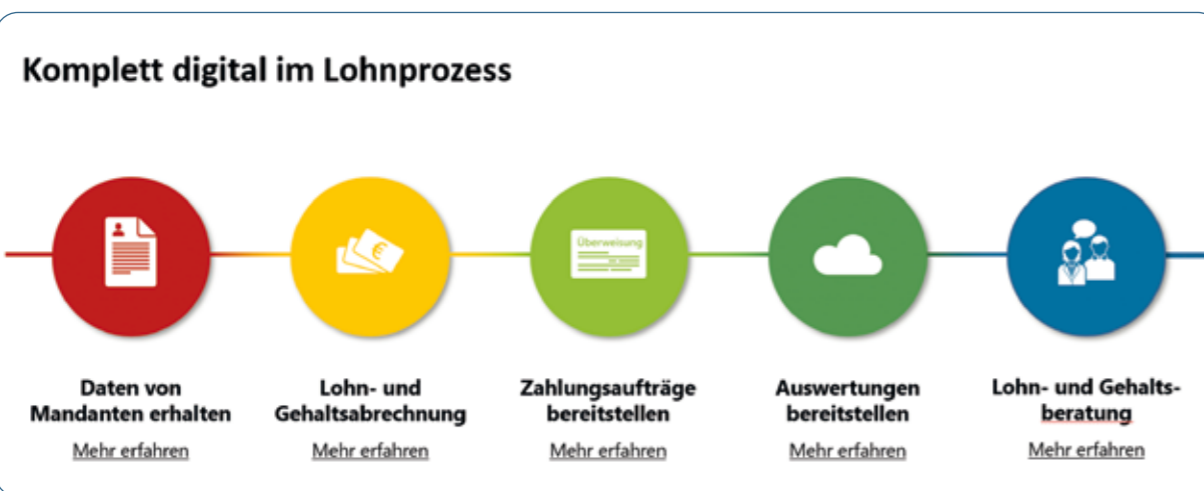 Komplett digital im Lohnprozess
Überweisung
Daten von
Mandanten erhalten
Mehr erfahren
Lohn- und
Gehaltsabrechnung
Mehr erfahren
Zahlungsaufträge
bereitstellen
Mehr erfahren
Auswertungen
bereitstellen
Mehr erfahren
Lohn- und Gehalts-
beratung
Mehr erfahren